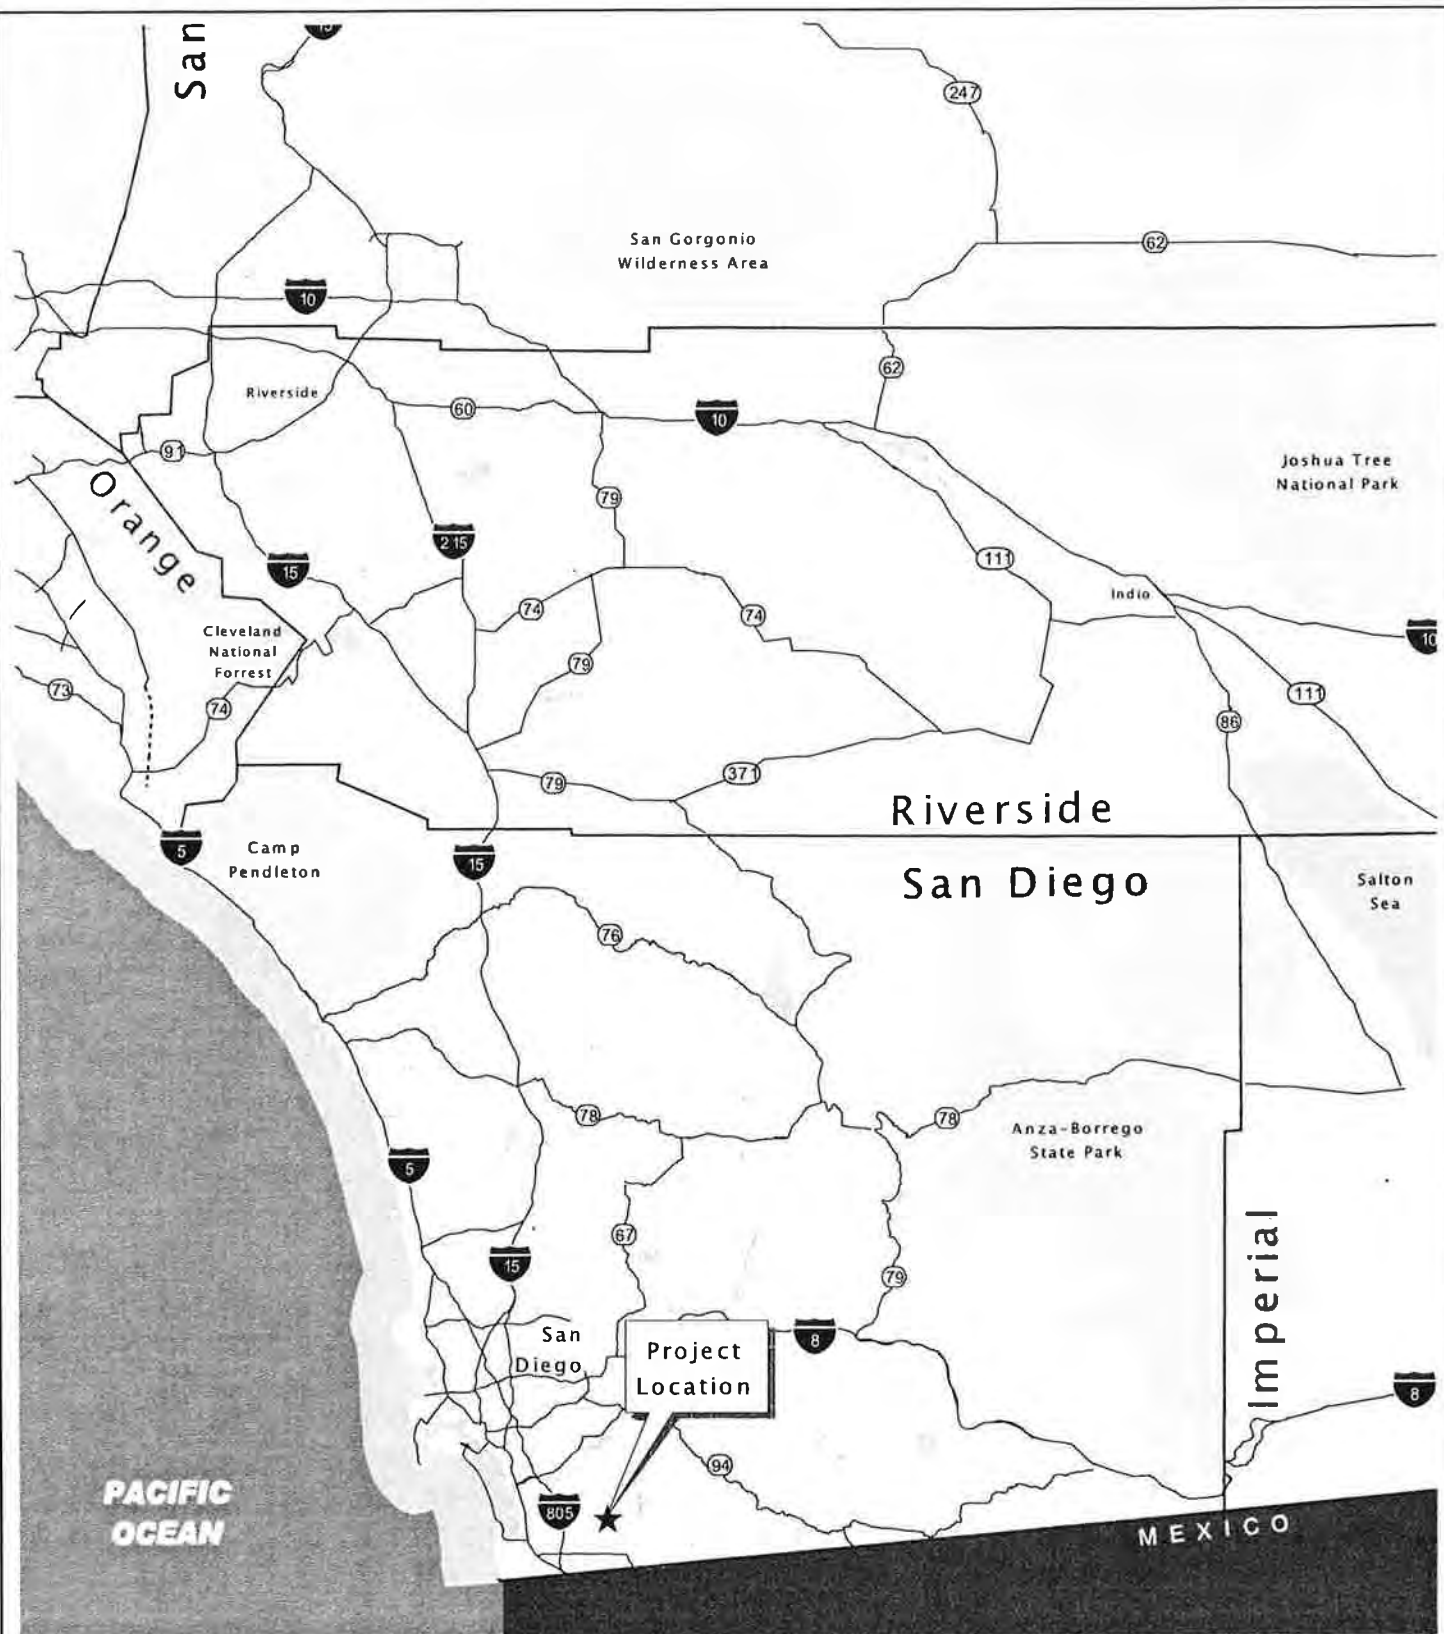 San
15
247
San Gorgonio
Wilderness Area
62
10
62
Riverside
60
10
91
Joshua Tree
National Park
Orange
79
2 15
15
111
Indio
74
74
Cleveland
National
Forrest
10
79
73
74
111
86
371
79
Riverside
5
Camp
Pendleton
15
San Diego
Salton
Sea
76
78
78
Anza-Borrego
State Park
5
67
15
79
Imperial
San
Diego
Project
Location
8
8
94
PACIFIC
OCEAN
805
MEXICO